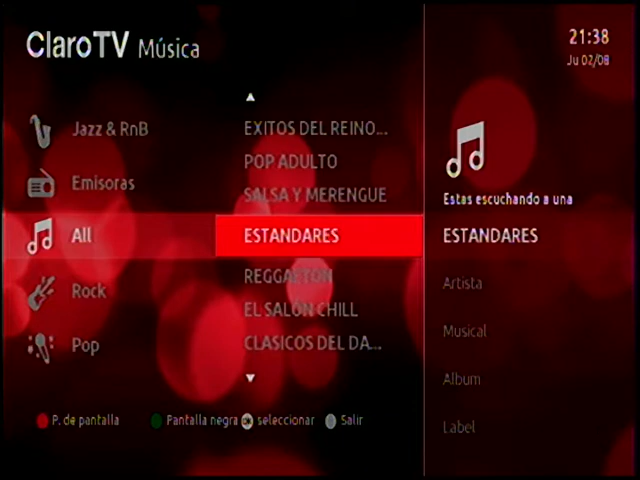 ClaroTV Música
21:38
Ju 02/08
Jazz & RnB
Emisoras
All
Rock
Pop
EXITOS DEL REINO...
POP ADULTO
SALSA Y MERENGUE
ESTANDARES
REGGAETON
EL SALÓN CHILL
CLASICOS DEL DA...
Estas escuchando a una
ESTANDARES
Artista
Musical
Album
Label
P. de pantalla
Pantalla negra
OK seleccionar
Salir